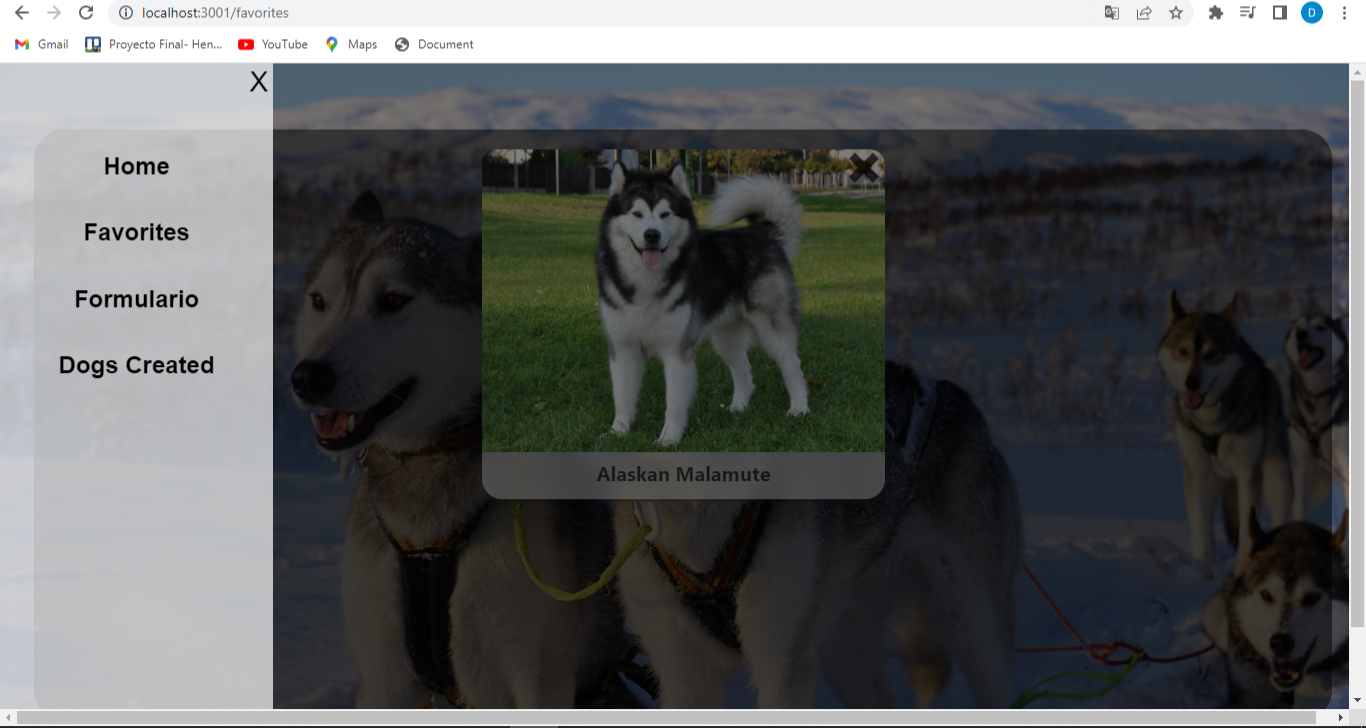 localhost:3001/favorites
D
Gmail
Proyecto Final- Hen...
YouTube
Maps
Document
X
Home
Favorites
Formulario
Dogs Created
Alaskan Malamute